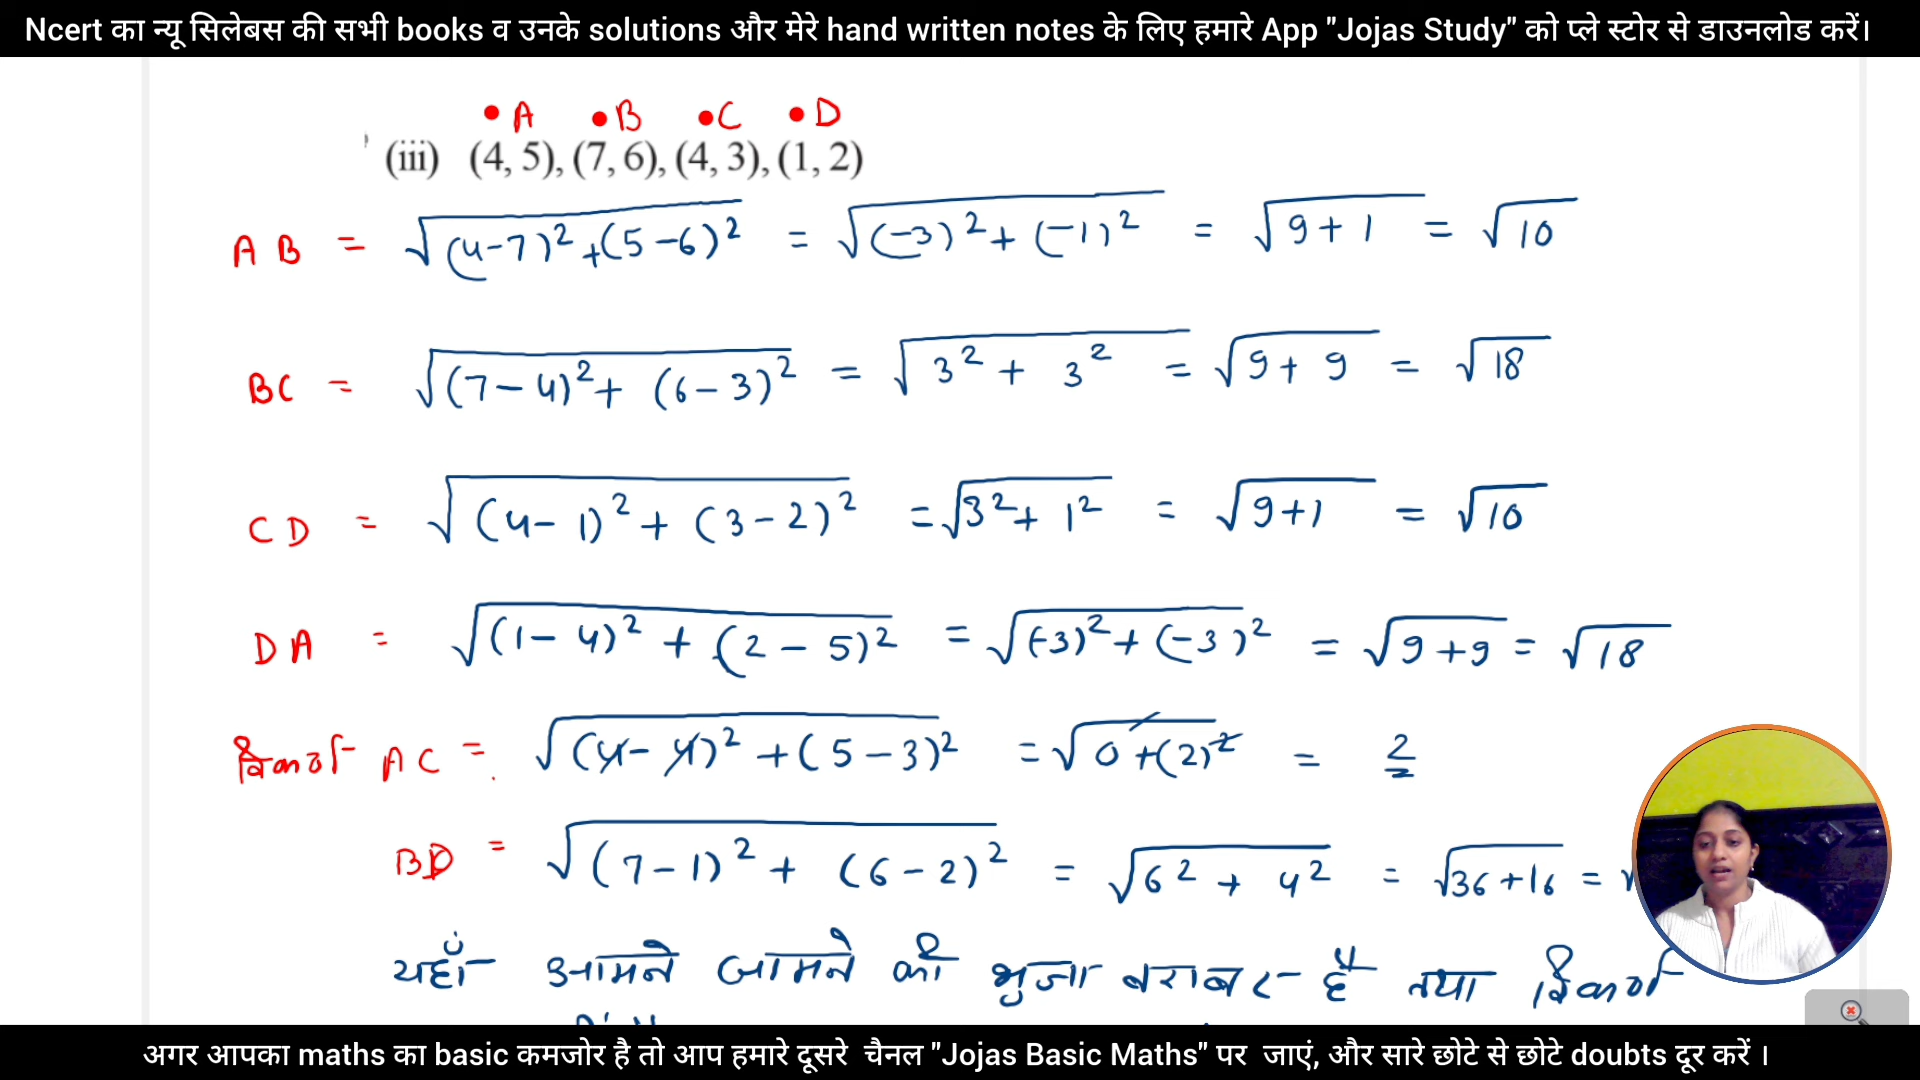 Ncert का न्यू सिलेबस की सभी books व उनके solutions और मेरे hand written notes के लिए हमारे App "Jojas Study" को प्ले स्टोर से डाउनलोड करें।
•A •B •C •D
(iii) (4, 5), (7, 6), (4, 3), (1, 2)
AB = √((4-7)²+(5-6)²) = √((-3)²+(-1)²) = √(9+1) = √10
BC = √((7-4)²+(6-3)²) = √(3²+3²) = √(9+9) = √18
CD = √((4-1)²+(3-2)²) = √(3²+1²) = √(9+1) = √10
DA = √((1-4)²+(2-5)²) = √((-3)²+(-3)²) = √(9+9) = √18
विकर्ण AC = √((4-4)²+(5-3)²) = √(0+(2)²) = 2
BD = √((7-1)²+(6-2)²) = √(6²+4²) = √(36+16) = √
यहाँ आमने सामने की भुजा बराबर है तथा विकर्ण
अगर आपका maths का basic कमजोर है तो आप हमारे दूसरे चैनल "Jojas Basic Maths" पर जाएं, और सारे छोटे से छोटे doubts दूर करें ।